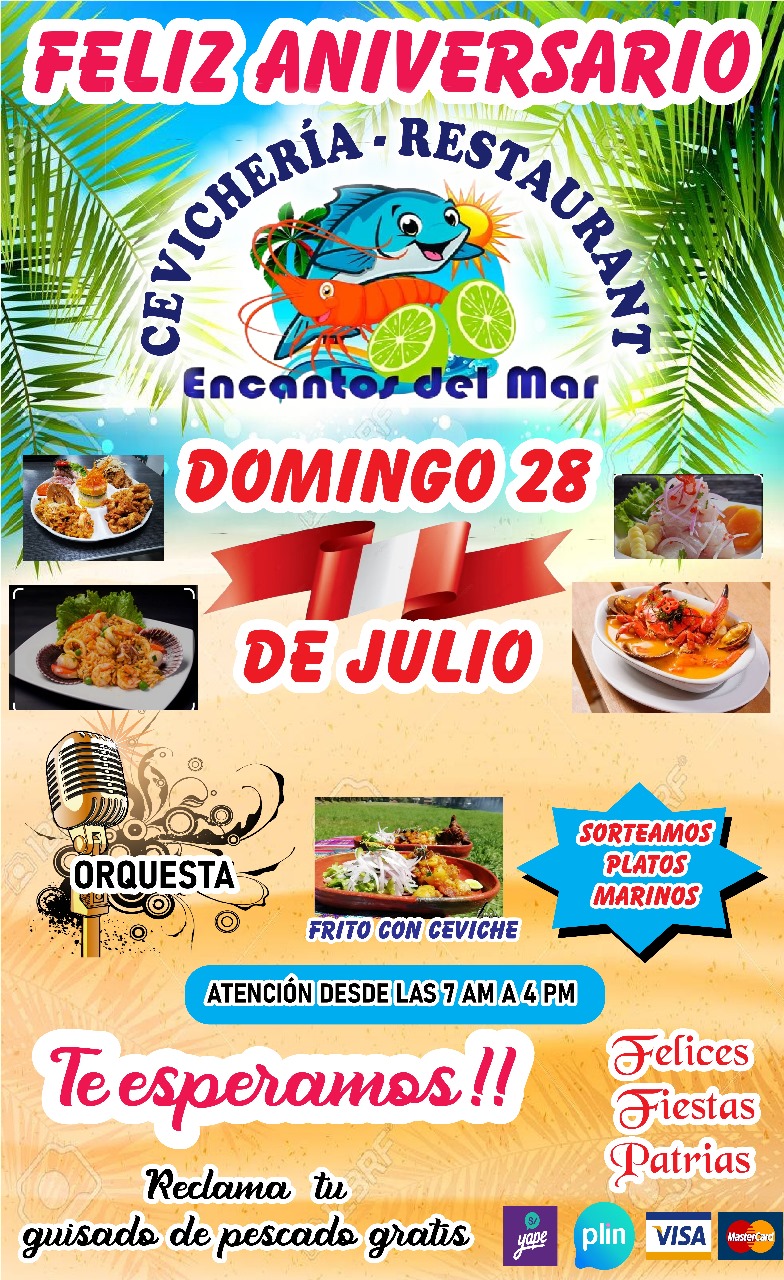 FELIZ ANIVERSARIO
CEVICHERÍA - RESTAURANT
Encantos del Mar
DOMINGO 28
DE JULIO
ORQUESTA
FRITO CON CEVICHE
SORTEAMOS
PLATOS
MARINOS
ATENCIÓN DESDE LAS 7 AM A 4 PM
Te esperamos!!
Felices
Fiestas
Patrias
Reclama tu
guisado de pescado gratis
S/
yape
plin
VISA
MasterCard